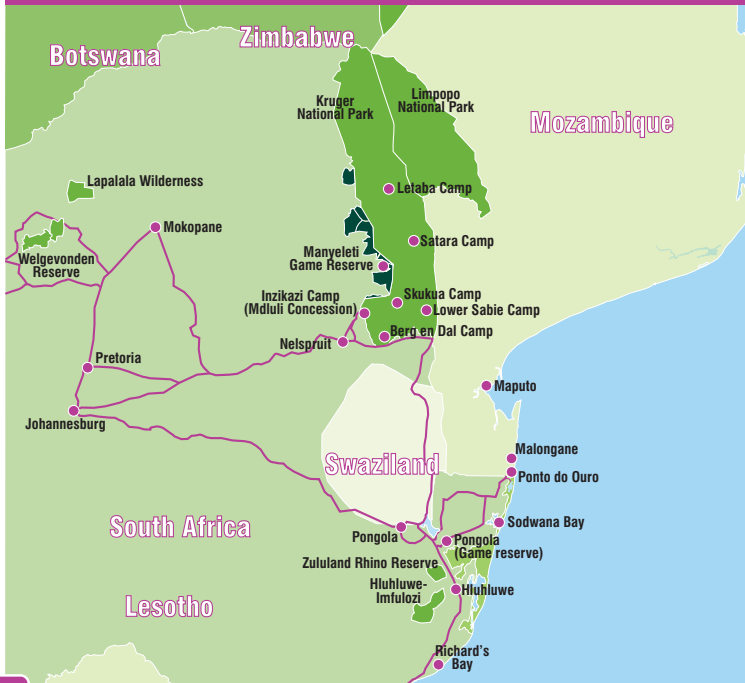 Zimbabwe
Botswana
Kruger
National Park
Limpopo
National Park
Mozambique
Lapalala Wilderness
Letaba Camp
Mokopane
Satara Camp
Welgevonden
Reserve
Manyeleti
Game Reserve
Inzikazi Camp
(Mdluli Concession)
Skukua Camp
Lower Sabie Camp
Berg en Dal Camp
Nelspruit
Pretoria
Maputo
Johannesburg
Malongane
Swaziland
Ponto do Ouro
South Africa
Sodwana Bay
Pongola
Pongola
(Game reserve)
Zululand Rhino Reserve
Hluhluwe-
Imfulozi
Hluhluwe
Lesotho
Richard's
Bay